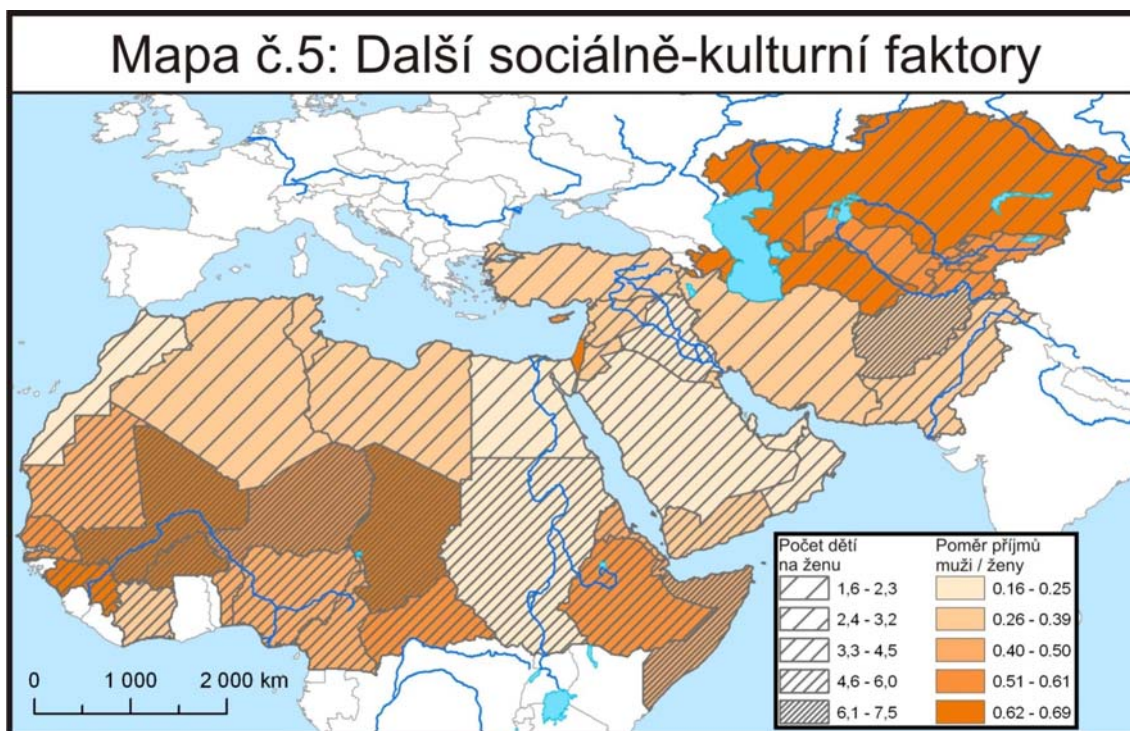 Mapa č.5: Další sociálně-kulturní faktory
0 1 000 2 000 km
Počet dětí
na ženu
1,6 - 2,3
2,4 - 3,2
3,3 - 4,5
4,6 - 6,0
6,1 - 7,5
Poměr příjmů
muži / ženy
0.16 - 0.25
0.26 - 0.39
0.40 - 0.50
0.51 - 0.61
0.62 - 0.69